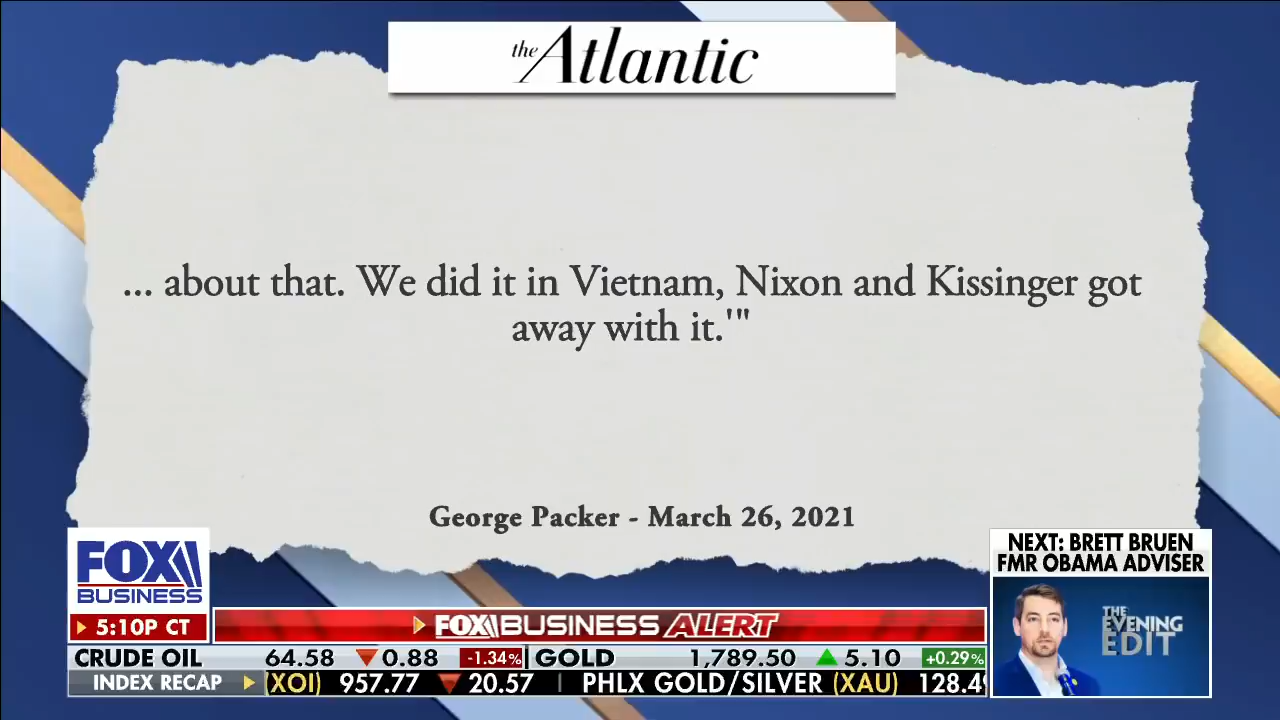 the Atlantic
... about that. We did it in Vietnam, Nixon and Kissinger got
away with it.'"
George Packer - March 26, 2021
FOX
BUSINESS
5:10P CT
FOX BUSINESS ALERT
NEXT: BRETT BRUEN
FMR OBAMA ADVISER
THE
EVENING
EDIT
CRUDE OIL 64.58 0.88 -1.34% GOLD 1,789.50 5.10 +0.29%
INDEX RECAP (XOI) 957.77 20.57 PHLX GOLD/SILVER (XAU) 128.4